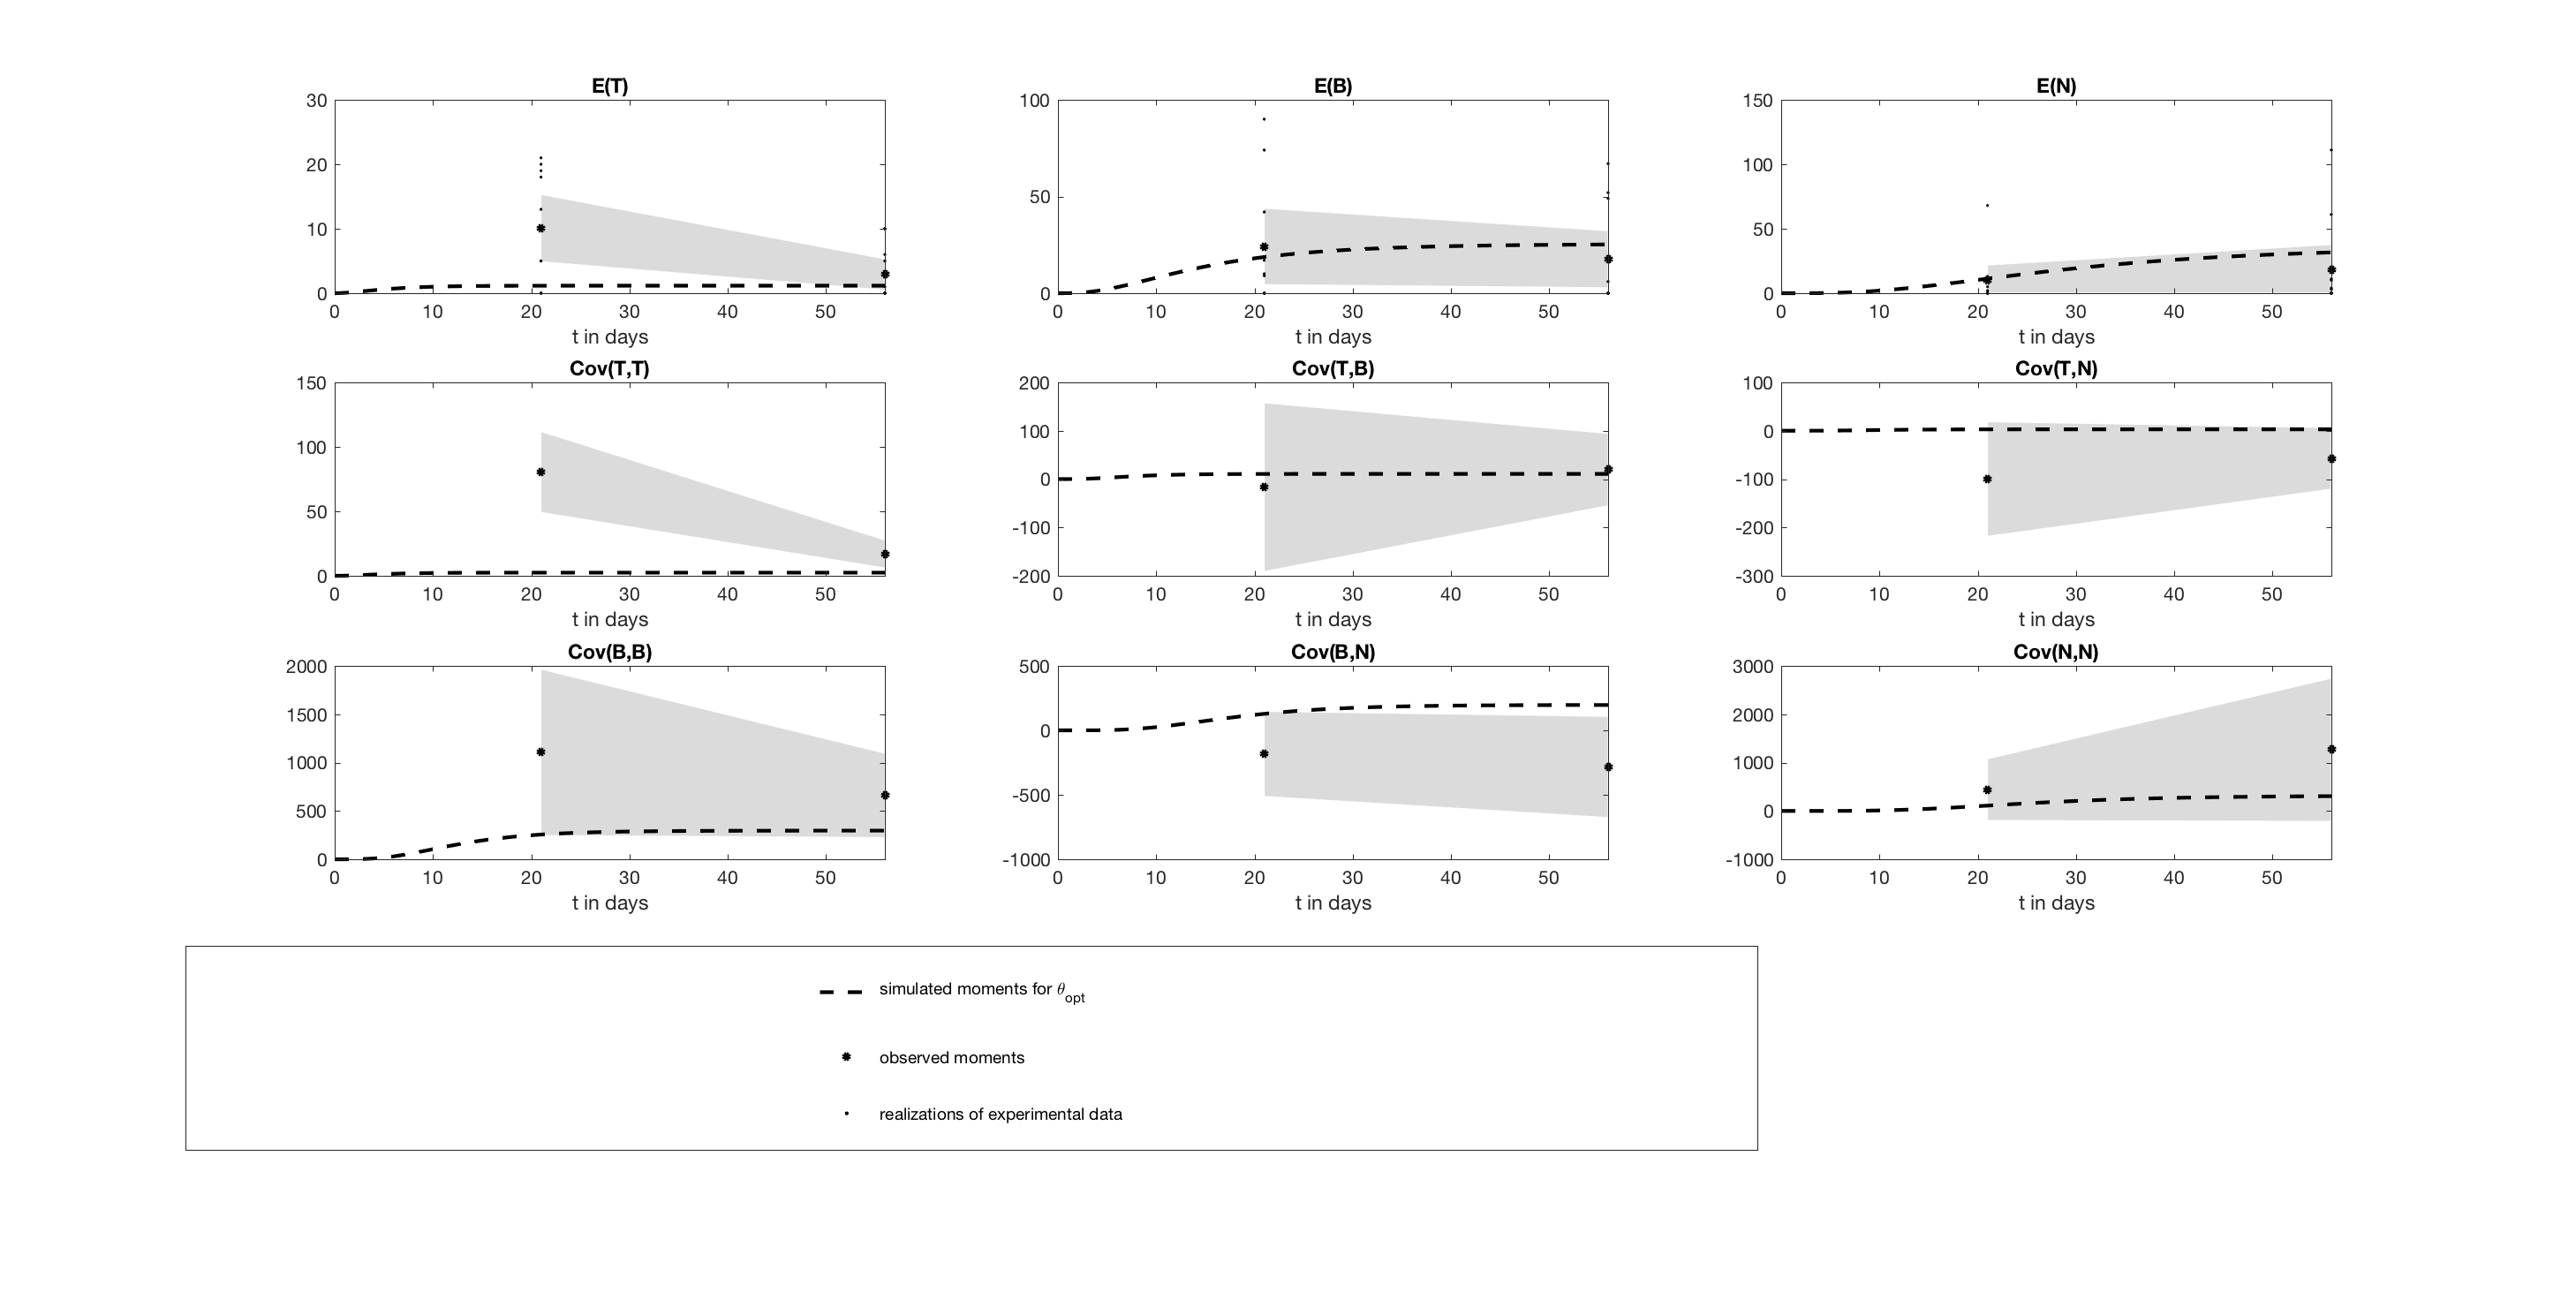 E(T)
30
20
10
0
0 10 20 30 40 50
t in days
E(B)
100
50
0
0 10 20 30 40 50
t in days
E(N)
150
100
50
0
0 10 20 30 40 50
t in days
Cov(T,T)
150
100
50
0
0 10 20 30 40 50
t in days
Cov(T,B)
200
100
0
-100
-200
0 10 20 30 40 50
t in days
Cov(T,N)
100
0
-100
-200
-300
0 10 20 30 40 50
t in days
Cov(B,B)
2000
1500
1000
500
0
0 10 20 30 40 50
t in days
Cov(B,N)
500
0
-500
-1000
0 10 20 30 40 50
t in days
Cov(N,N)
3000
2000
1000
0
-1000
0 10 20 30 40 50
t in days
simulated moments for θopt
observed moments
realizations of experimental data